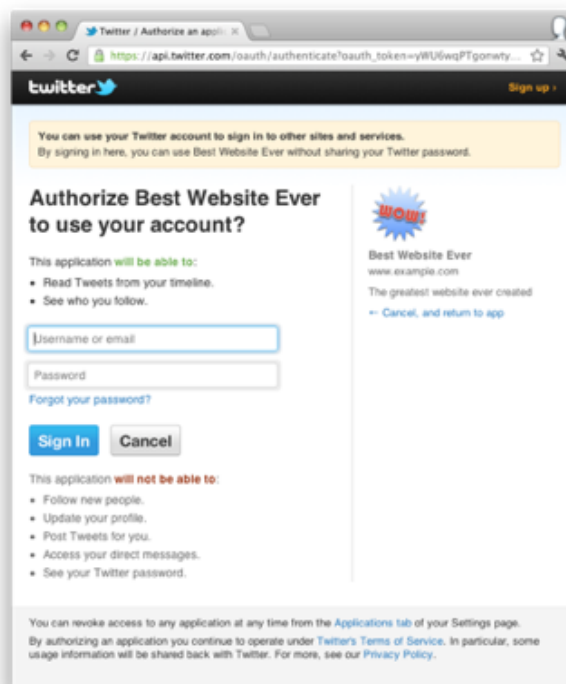 Twitter / Authorize an appli
https://api.twitter.com/oauth/authenticate?oauth_token=yWU6wqPTgonwty...
twitter
Sign up ›
You can use your Twitter account to sign in to other sites and services.
By signing in here, you can use Best Website Ever without sharing your Twitter password.
Authorize Best Website Ever
to use your account?
This application will be able to:
• Read Tweets from your timeline.
• See who you follow.
Username or email
Password
Forgot your password?
Sign In
Cancel
This application will not be able to:
• Follow new people.
• Update your profile.
• Post Tweets for you.
• Access your direct messages.
• See your Twitter password.
WOW!
Best Website Ever
www.example.com
The greatest website ever created
← Cancel, and return to app
You can revoke access to any application at any time from the Applications tab of your Settings page.
By authorizing an application you continue to operate under Twitter's Terms of Service. In particular, some
usage information will be shared back with Twitter. For more, see our Privacy Policy.